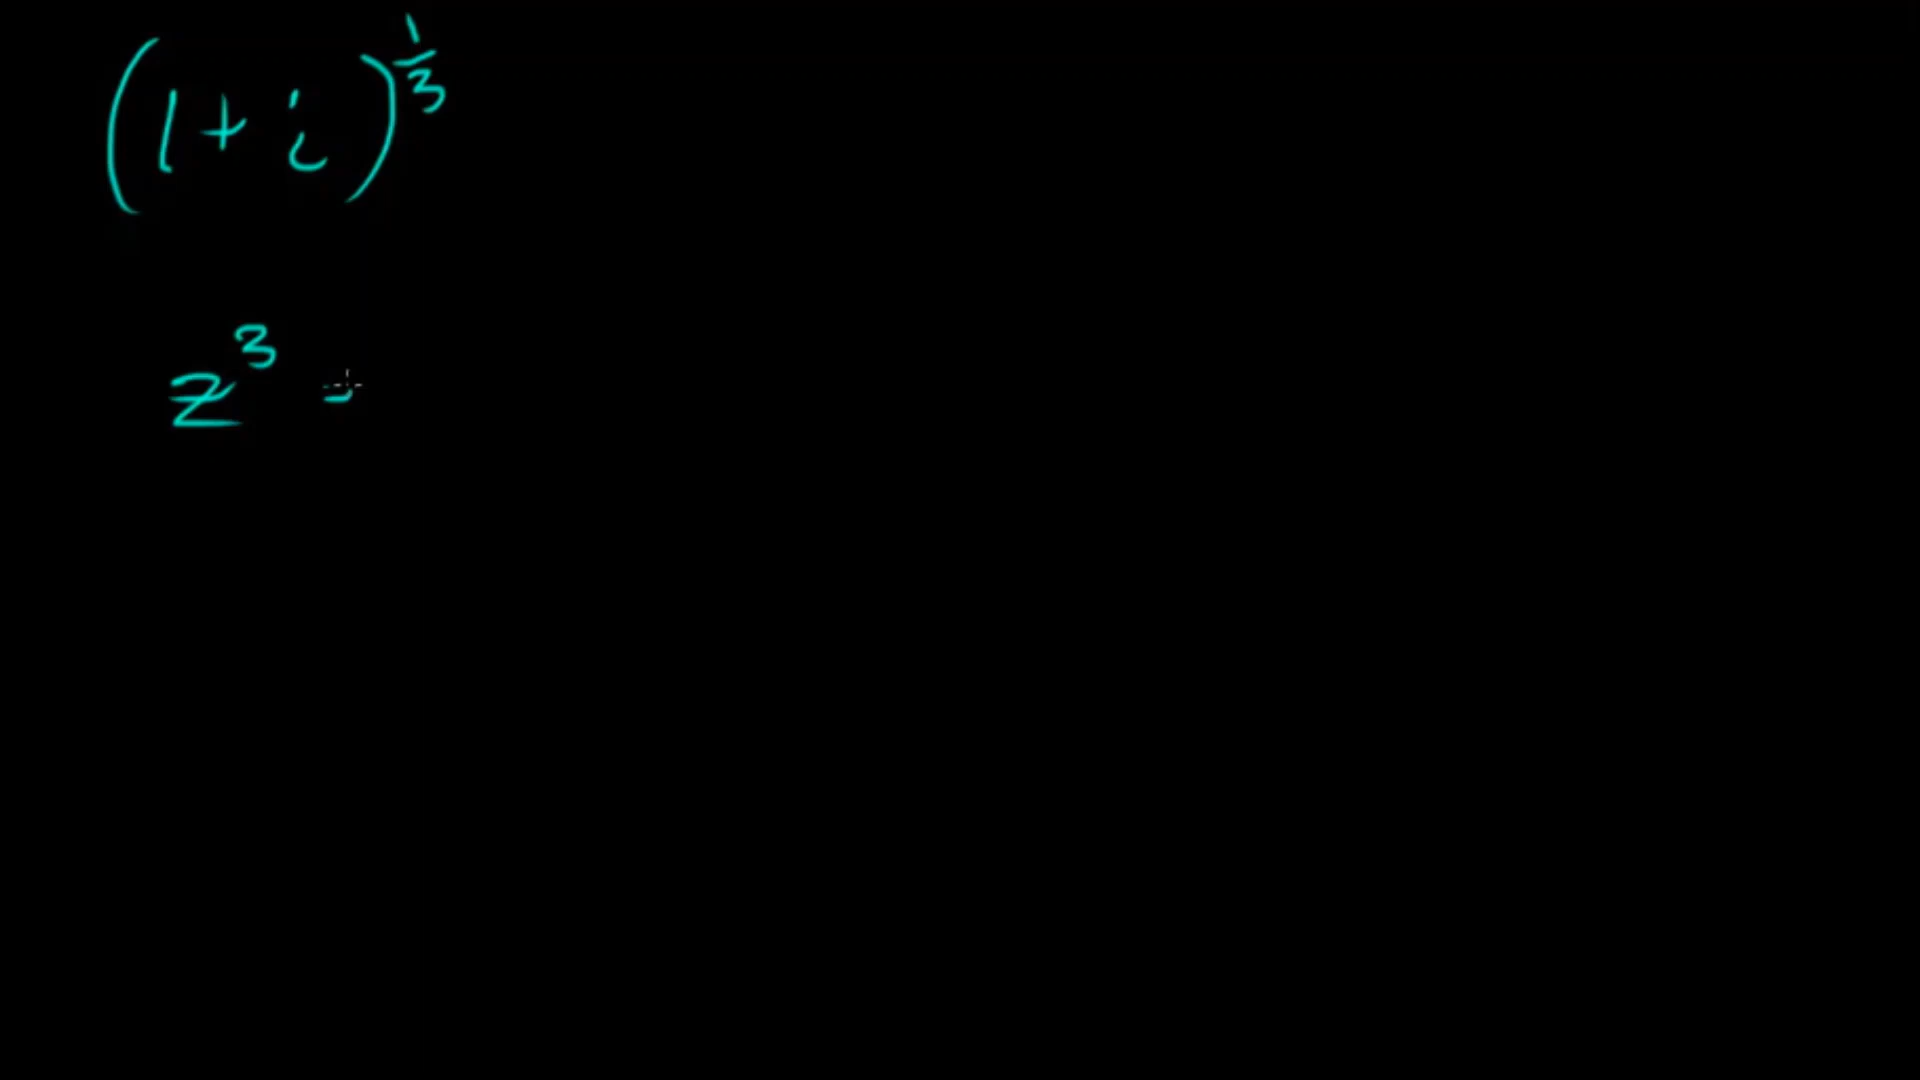 (1+i)^{1/3}
z^3 =